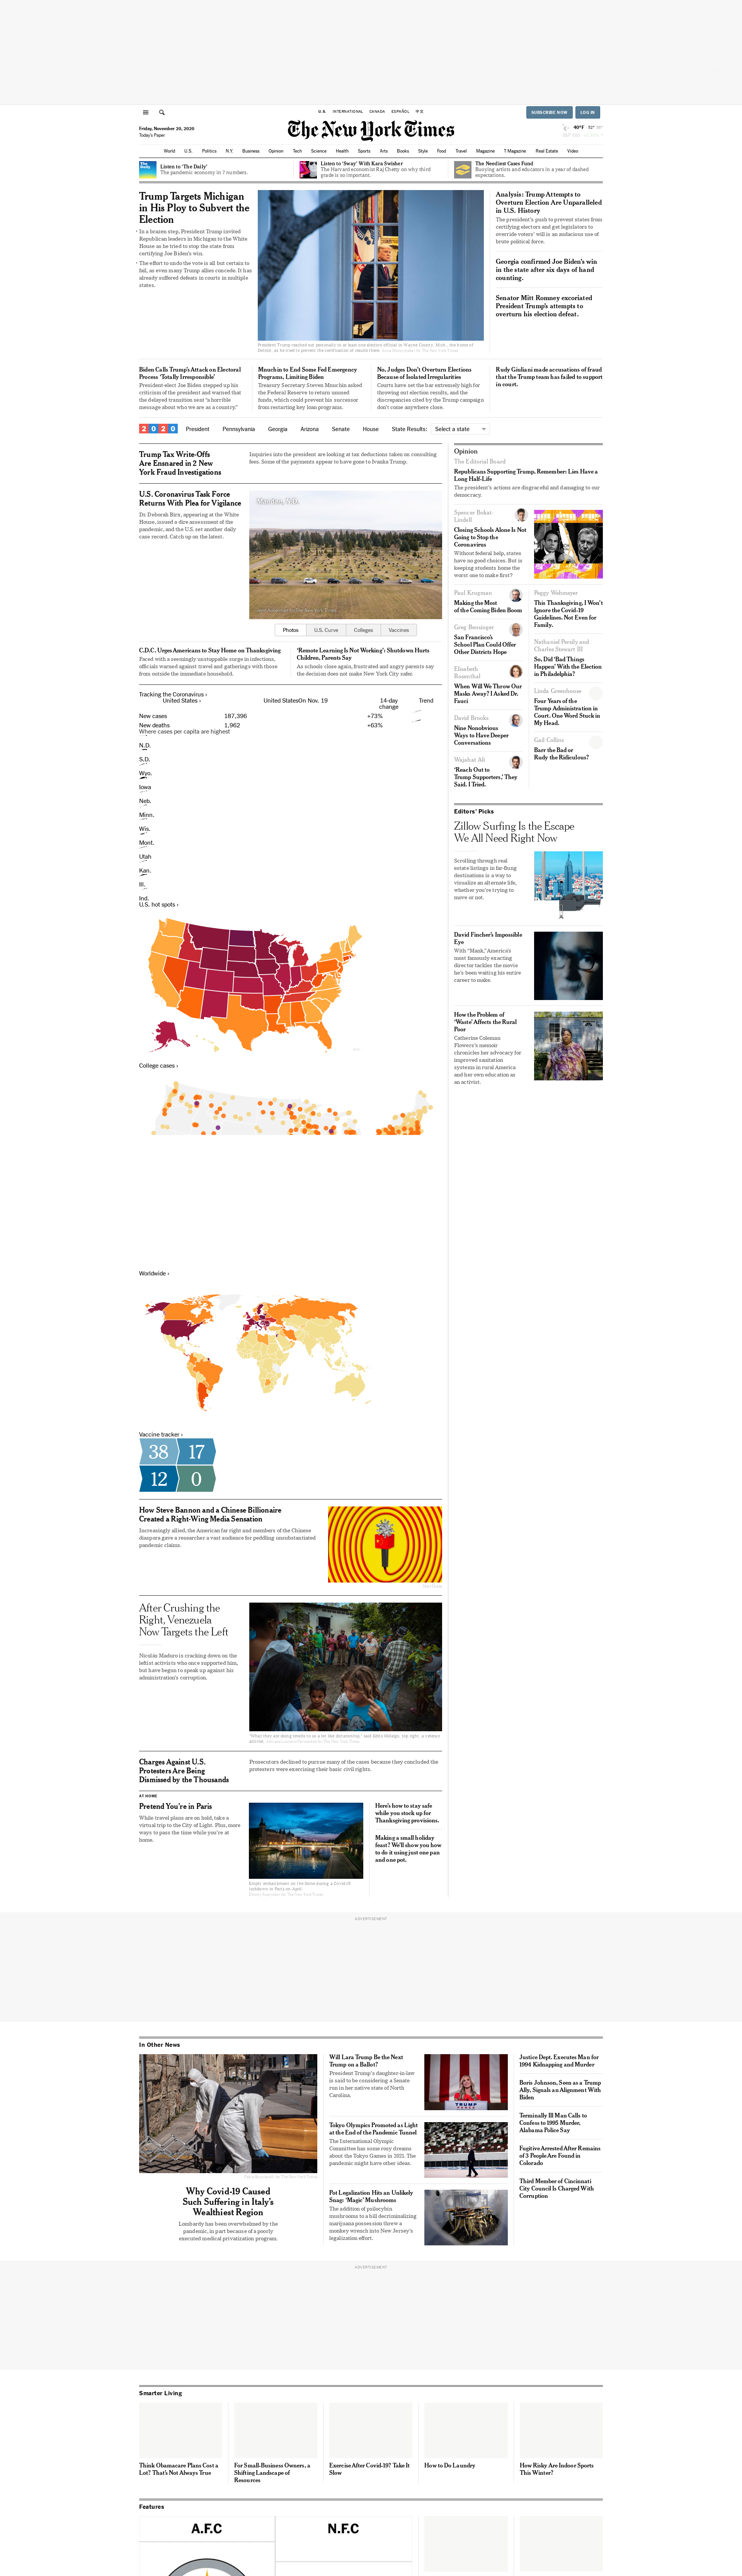 U.S. INTERNATIONAL CANADA ESPAÑOL 中文
SUBSCRIBE NOW LOG IN
Friday, November 20, 2020
Today's Paper
The New York Times
40°F
World U.S. Politics N.Y. Business Opinion Tech Science Health Sports Arts Books Style Food Travel Magazine T Magazine Real Estate Video
Listen to 'The Daily'
The pandemic economy in 7 numbers.
Listen to 'Sway' With Kara Swisher
The Harvard economist Raj Chetty on why third
grade is so important.
The Neediest Cases Fund
Buoying artists and educators in a year of dashed
expectations.
Trump Targets Michigan
in His Ploy to Subvert the
Election
In a brazen step, President Trump invited
Republican leaders in Michigan to the White
House as he tried to stop the state from
certifying Joe Biden's win.
The effort to undo the vote is all but certain to
fail, even as many Trump allies concede. It has
already suffered defeats in courts in multiple
states.
President Trump reached out personally to at least one election official in Wayne County, Mich., the home of
Detroit, as he tried to prevent the certification of results there.
Analysis: Trump Attempts to
Overturn Election Are Unparalleled
in U.S. History
The president's push to prevent states from
certifying electors and get legislators to
override voters' will is an audacious use of
brute political force.
Georgia confirmed Joe Biden's win
in the state after six days of hand
counting.
Senator Mitt Romney excoriated
President Trump's attempts to
overturn his election defeat.
Biden Calls Trump's Attack on Electoral
Process 'Totally Irresponsible'
President-elect Joe Biden stepped up his
criticism of the president and warned that
his delayed transition would set "a horrible
message about who we are as a country."
Mnuchin to End Some Fed Emergency
Programs, Limiting Biden
Treasury Secretary Steven Mnuchin asked
the Federal Reserve to return unused
funds, which could prevent his successor
from restarting key loan programs.
No, Judges Don't Overturn Elections
Because of Isolated Irregularities
Courts have set the bar extremely high for
throwing out election results, and the
discrepancies cited by the Trump campaign
don't come anywhere close.
Rudy Giuliani made accusations of fraud
that the Trump team has failed to support
in court.
2020 President Pennsylvania Georgia Arizona Senate House State Results: Select a state
Trump Tax Write-Offs
Are Ensnared in 2 New
York Fraud Investigations
Inquiries into the president are looking at tax deductions taken on consulting
fees. Some of the payments appear to have gone to Ivanka Trump.
U.S. Coronavirus Task Force
Returns With Plea for Vigilance
Dr. Deborah Birx, appearing at the White
House, issued a dire assessment of the
pandemic, and the U.S. set another daily
case record. Catch up on the latest.
Mandan, N.D.
Photos U.S. Curve Colleges Vaccines
C.D.C. Urges Americans to Stay Home on Thanksgiving
Faced with a seemingly unstoppable surge in infections,
officials warned against travel and gatherings with those
from outside the immediate household.
'Remote Learning Is Not Working': Shutdown Hurts
Children, Parents Say
As schools close again, frustrated and angry parents say
the decision does not make New York City safer.
Tracking the Coronavirus ›
United States › United StatesOn Nov. 19 14-day
change Trend
New cases 187,396 +73%
New deaths 1,962 +63%
Where cases per capita are highest
N.D.
S.D.
Wyo.
Iowa
Neb.
Minn.
Wis.
Mont.
Utah
Kan.
Ill.
Ind.
U.S. hot spots ›
College cases ›
Worldwide ›
Vaccine tracker ›
38 17
12 0
Opinion
The Editorial Board
Republicans Supporting Trump, Remember: Lies Have a
Long Half-Life
The president's actions are disgraceful and damaging to our
democracy.
Spencer Bokat-
Lindell
Closing Schools Alone Is Not
Going to Stop the
Coronavirus
Without federal help, states
have no good choices. But is
keeping students home the
worst one to make first?
Paul Krugman
Making the Most
of the Coming Biden Boom
Greg Bensinger
San Francisco's
School Plan Could Offer
Other Districts Hope
Elisabeth
Rosenthal
When Will We Throw Our
Masks Away? I Asked Dr.
Fauci
David Brooks
Nine Nonobvious
Ways to Have Deeper
Conversations
Wajahat Ali
'Reach Out to
Trump Supporters,' They
Said. I Tried.
Peggy Wehmeyer
This Thanksgiving, I Won't
Ignore the Covid-19
Guidelines. Not Even for
Family.
Nathaniel Persily and
Charles Stewart III
So, Did 'Bad Things
Happen' With the Election
in Philadelphia?
Linda Greenhouse
Four Years of the
Trump Administration in
Court. One Word Stuck in
My Head.
Gail Collins
Barr the Bad or
Rudy the Ridiculous?
Editors' Picks
Zillow Surfing Is the Escape
We All Need Right Now
Scrolling through real
estate listings in far-flung
destinations is a way to
visualize an alternate life,
whether you're trying to
move or not.
David Fincher's Impossible
Eye
With "Mank," America's
most famously exacting
director tackles the movie
he's been waiting his entire
career to make.
How the Problem of
'Waste' Affects the Rural
Poor
Catherine Coleman
Flowers's memoir
chronicles her advocacy for
improved sanitation
systems in rural America
and her own education as
an activist.
How Steve Bannon and a Chinese Billionaire
Created a Right-Wing Media Sensation
Increasingly allied, the American far right and members of the Chinese
diaspora gave a researcher a vast audience for peddling unsubstantiated
pandemic claims.
After Crushing the
Right, Venezuela
Now Targets the Left
Nicolás Maduro is cracking down on the
leftist activists who once supported him,
but have begun to speak up against his
administration's corruption.
Charges Against U.S.
Protesters Are Being
Dismissed by the Thousands
Prosecutors declined to pursue many of the cases because they concluded the
protesters were exercising their basic civil rights.
AT HOME
Pretend You're in Paris
While travel plans are on hold, take a
virtual trip to the City of Light. Plus, more
ways to pass the time while you're at
home.
Here's how to stay safe
while you stock up for
Thanksgiving provisions.
Making a small holiday
feast? We'll show you how
to do it using just one pan
and one pot.
ADVERTISEMENT
In Other News
Why Covid-19 Caused
Such Suffering in Italy's
Wealthiest Region
Lombardy has been overwhelmed by the
pandemic, in part because of a poorly
executed medical privatization program.
Will Lara Trump Be the Next
Trump on a Ballot?
President Trump's daughter-in-law
is said to be considering a Senate
run in her native state of North
Carolina.
TRUMP
Tokyo Olympics Promoted as Light
at the End of the Pandemic Tunnel
The International Olympic
Committee has some rosy dreams
about the Tokyo Games in 2021. The
pandemic might have other ideas.
Pot Legalization Hits an Unlikely
Snag: 'Magic' Mushrooms
The addition of psilocybin
mushrooms to a bill decriminalizing
marijuana possession threw a
monkey wrench into New Jersey's
legalization effort.
Justice Dept. Executes Man for
1994 Kidnapping and Murder
Boris Johnson, Seen as a Trump
Ally, Signals an Alignment With
Biden
Terminally Ill Man Calls to
Confess to 1995 Murder,
Alabama Police Say
Fugitive Arrested After Remains
of 3 People Are Found in
Colorado
Third Member of Cincinnati
City Council Is Charged With
Corruption
ADVERTISEMENT
Smarter Living
Think Obamacare Plans Cost a
Lot? That's Not Always True
For Small-Business Owners, a
Shifting Landscape of
Resources
Exercise After Covid-19? Take It
Slow
How to Do Laundry
How Risky Are Indoor Sports
This Winter?
Features
A.F.C
N.F.C